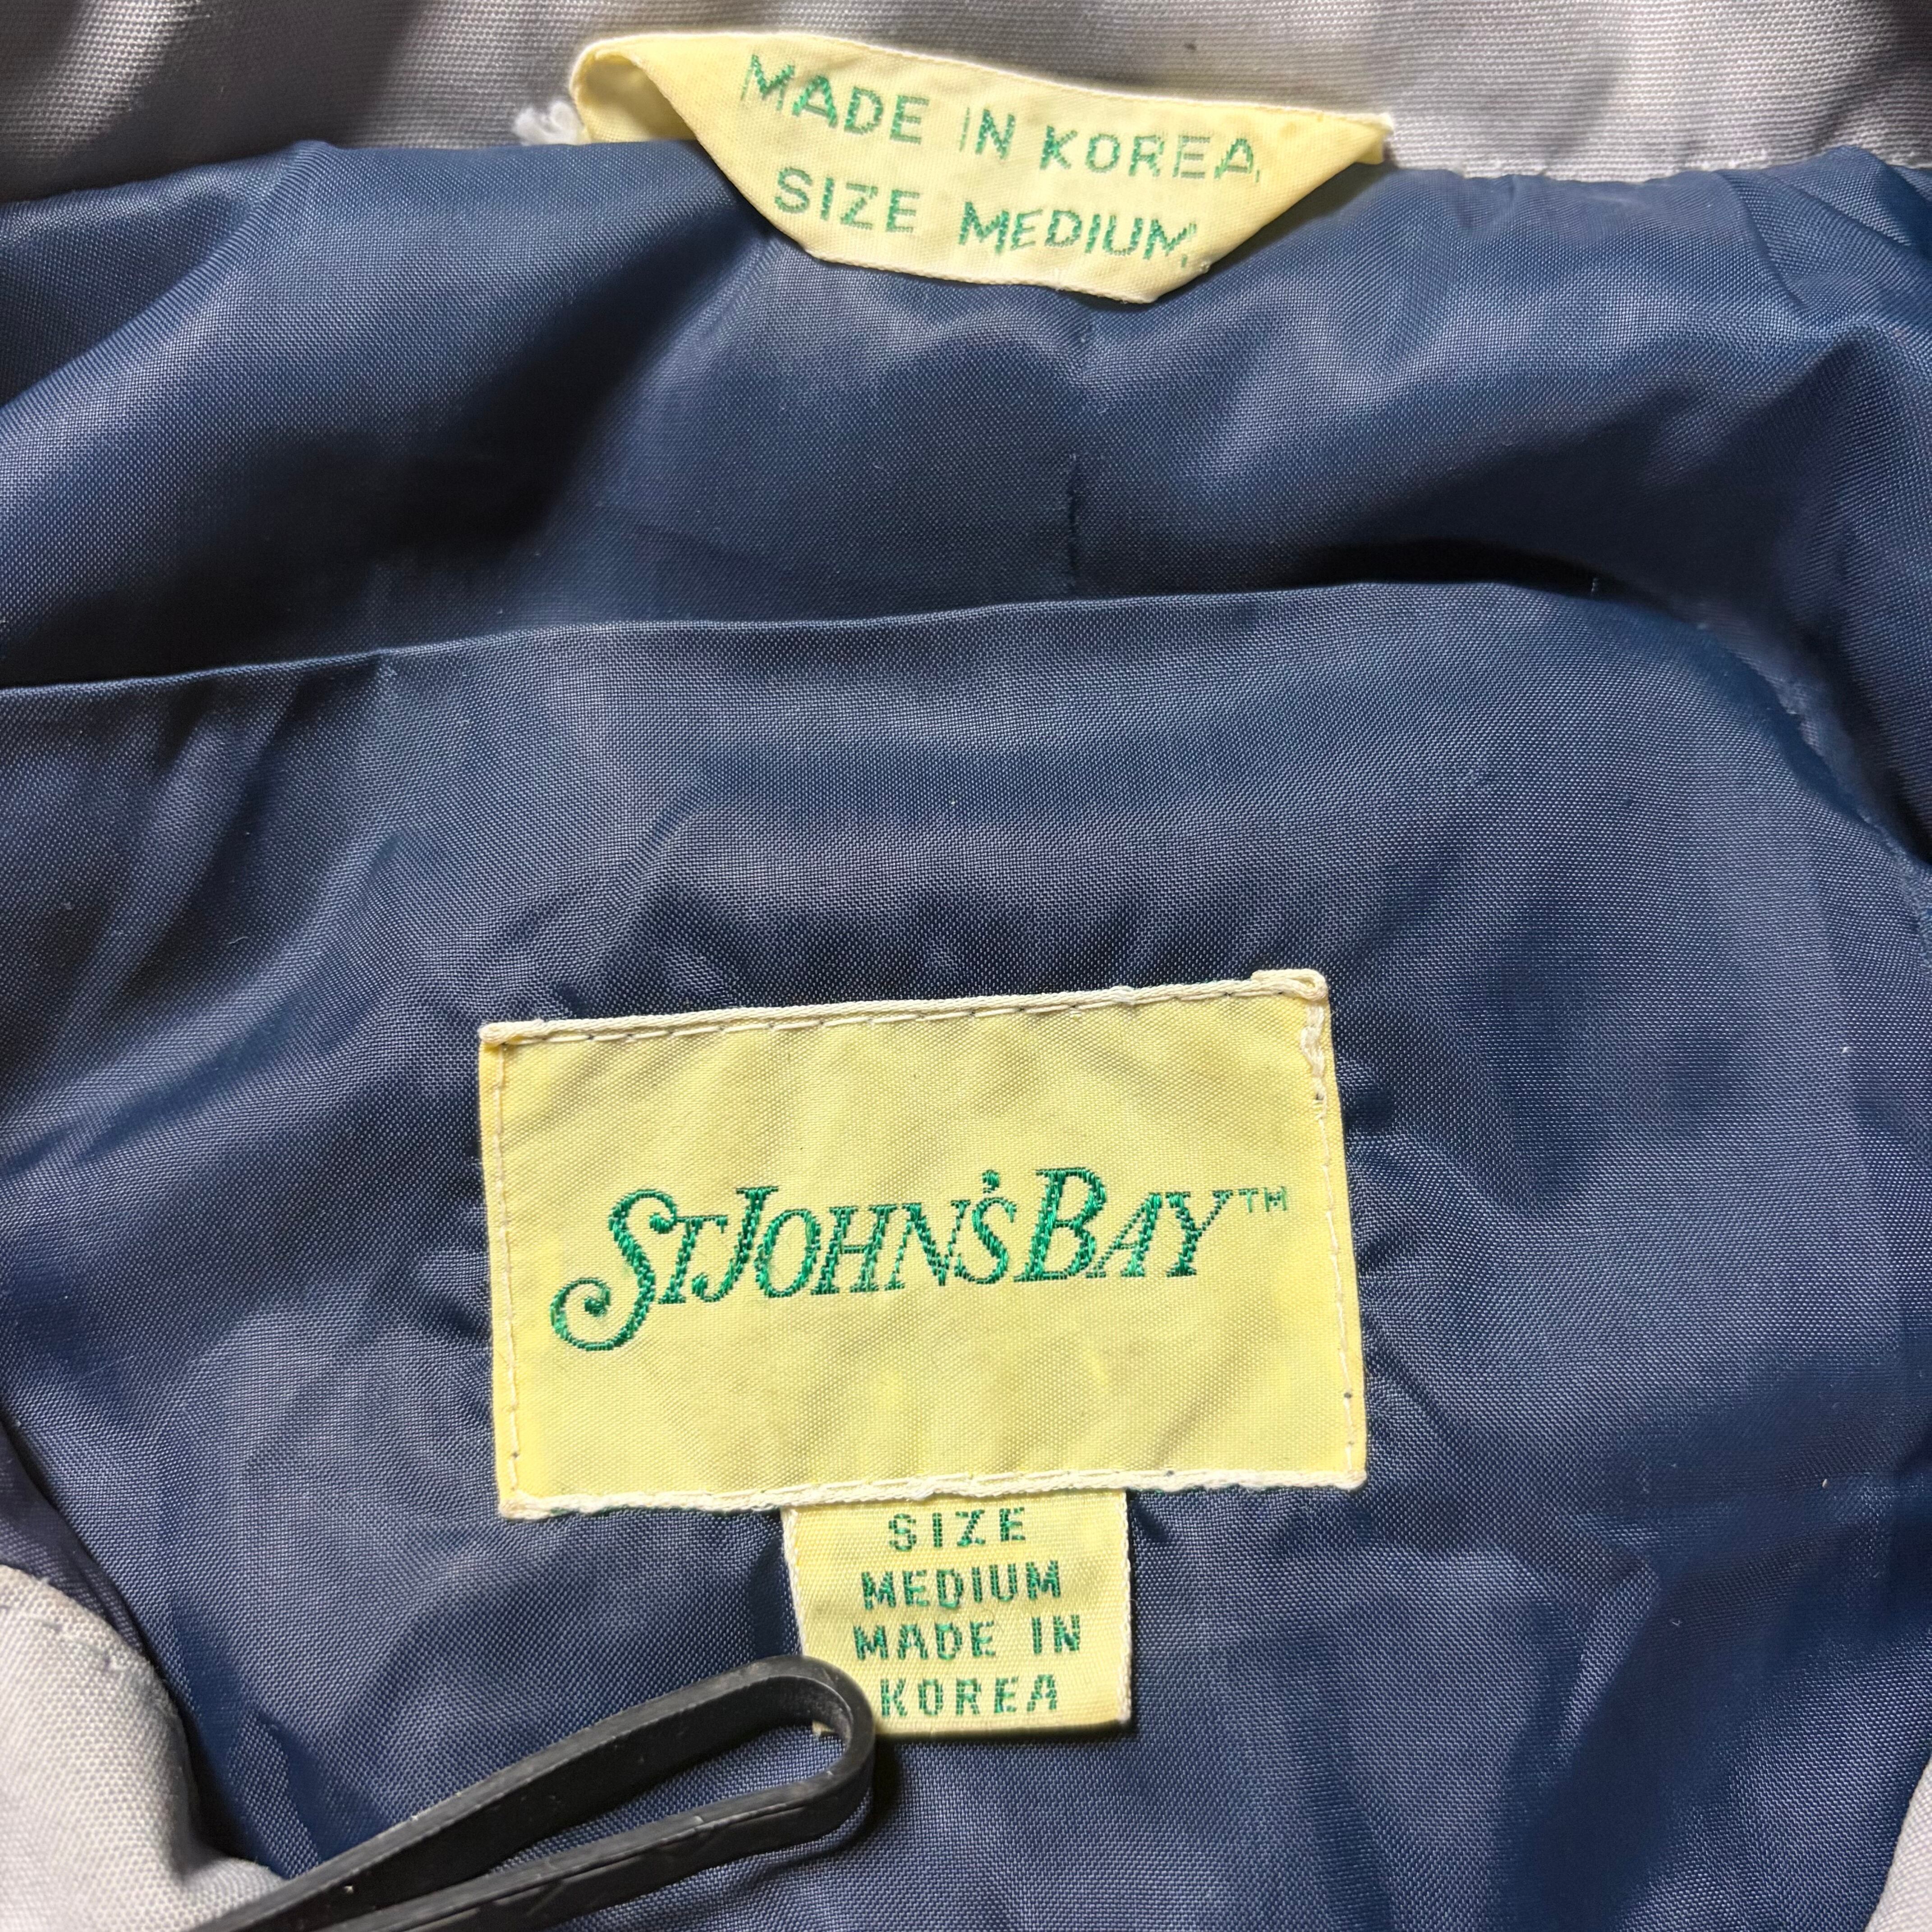 MADE IN KOREA
SIZE MEDIUM
ST JOHN'S BAY™
SIZE
MEDIUM
MADE IN
KOREA